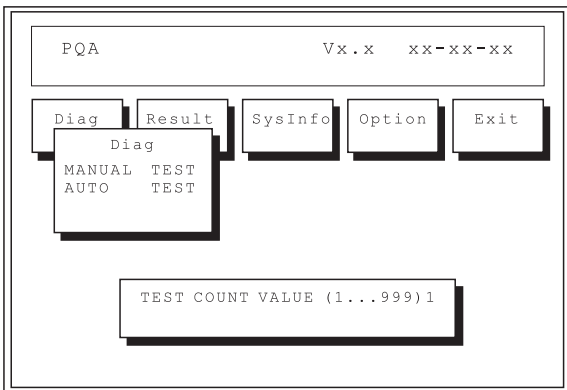 PQA Vx.x xx-xx-xx
Diag Result SysInfo Option Exit
Diag
MANUAL TEST
AUTO TEST
TEST COUNT VALUE (1...999)1